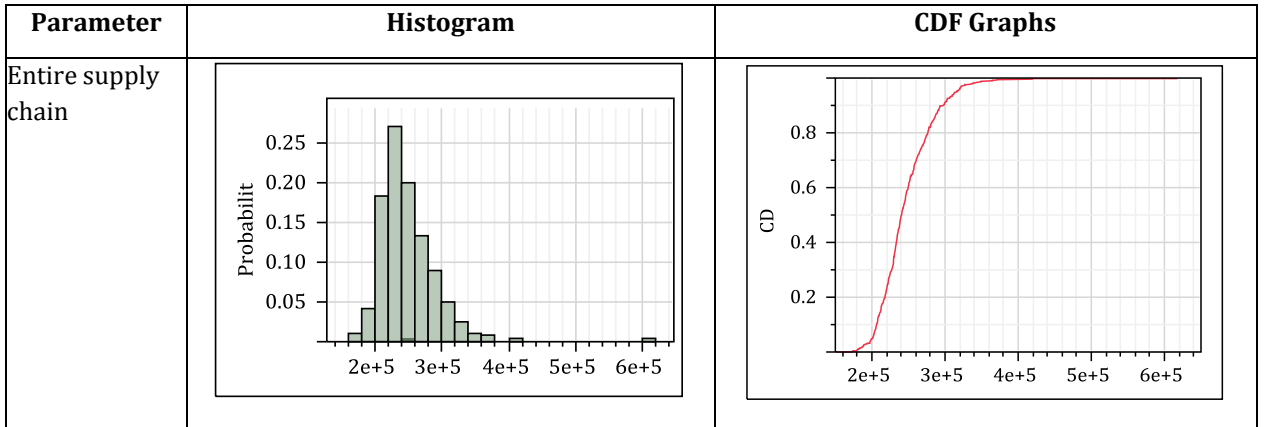 Parameter
Histogram
CDF Graphs
Entire supply
chain
Probabilit
0.25
0.20
0.15
0.10
0.05
2e+5 3e+5 4e+5 5e+5 6e+5
CD
0.8
0.6
0.4
0.2
2e+5 3e+5 4e+5 5e+5 6e+5